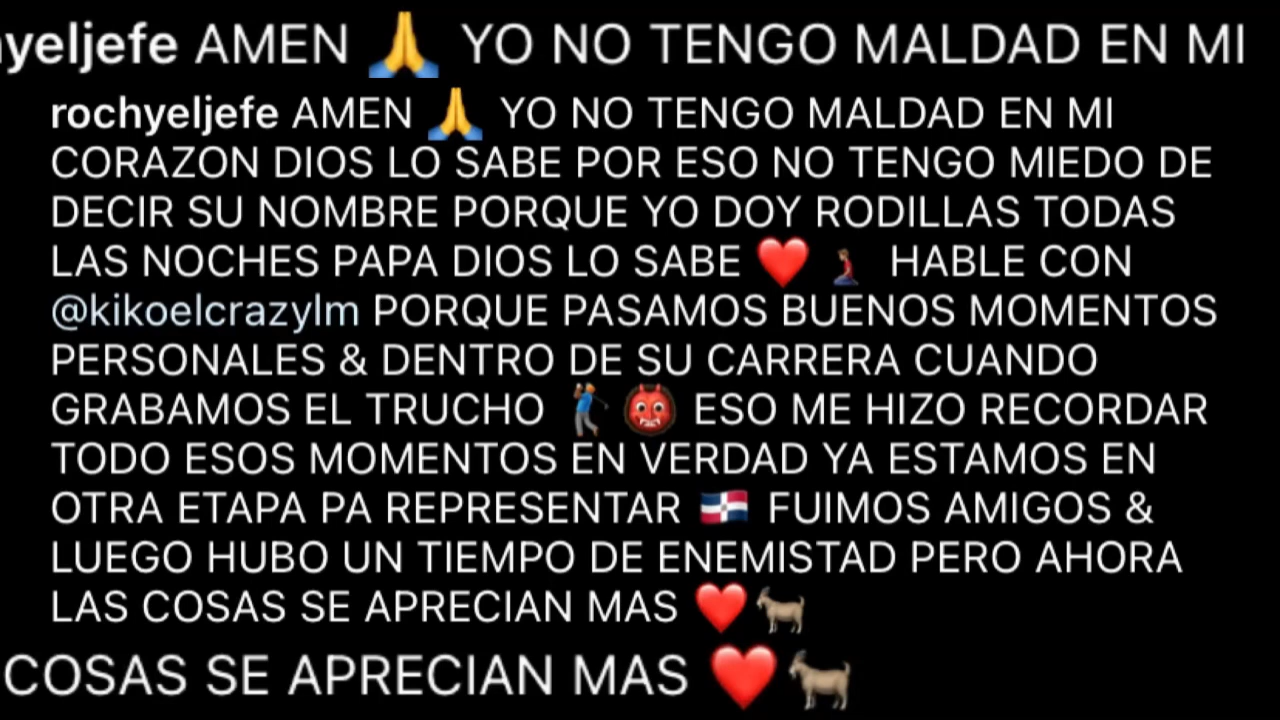 yeljefe AMEN 🙏 YO NO TENGO MALDAD EN MI
rochyeljefe AMEN 🙏 YO NO TENGO MALDAD EN MI
CORAZON DIOS LO SABE POR ESO NO TENGO MIEDO DE
DECIR SU NOMBRE PORQUE YO DOY RODILLAS TODAS
LAS NOCHES PAPA DIOS LO SABE ❤️ 🧎🏽‍♂️ HABLE CON
@kikoelcrazylm PORQUE PASAMOS BUENOS MOMENTOS
PERSONALES & DENTRO DE SU CARRERA CUANDO
GRABAMOS EL TRUCHO 🏌🏾‍♂️ 👹 ESO ME HIZO RECORDAR
TODO ESOS MOMENTOS EN VERDAD YA ESTAMOS EN
OTRA ETAPA PA REPRESENTAR 🇩🇴 FUIMOS AMIGOS &
LUEGO HUBO UN TIEMPO DE ENEMISTAD PERO AHORA
LAS COSAS SE APRECIAN MAS ❤️🐐
COSAS SE APRECIAN MAS ❤️🐐